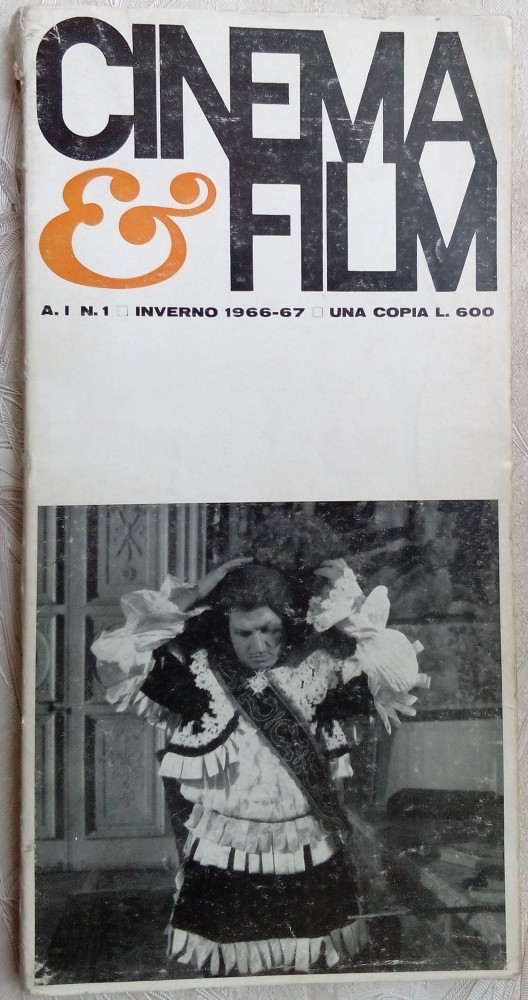 CINEMA
& FILM
A. I N. 1 □ INVERNO 1966-67 □ UNA COPIA L. 600